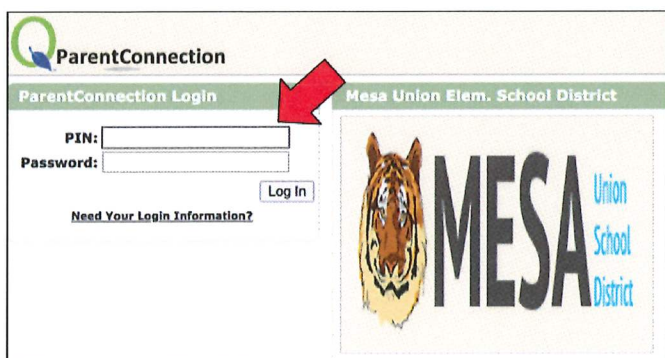 ParentConnection
ParentConnection Login
PIN:
Password:
Log In
Need Your Login Information?
Mesa Union Elem. School District
MESA
Union
School
District